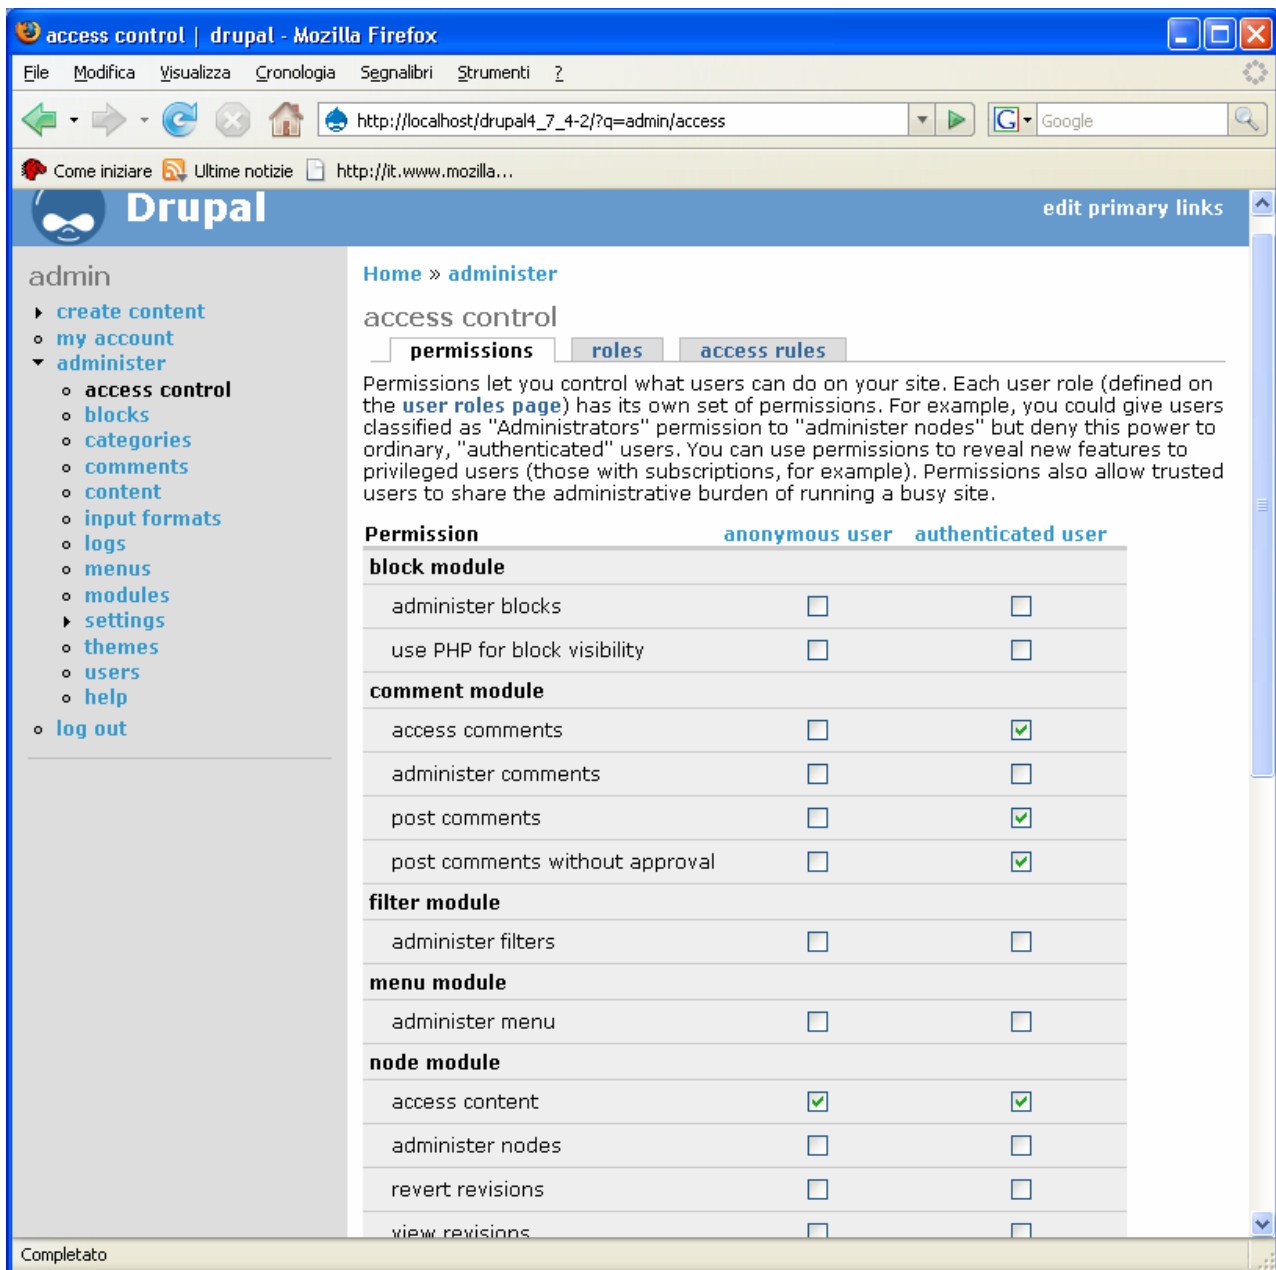 access control | drupal - Mozilla Firefox
File Modifica Visualizza Cronologia Segnalibri Strumenti ?
http://localhost/drupal4_7_4-2/?q=admin/access G Google
Come iniziare Ultime notizie http://it.www.mozilla...
Drupal edit primary links
admin
create content
my account
administer
access control
blocks
categories
comments
content
input formats
logs
menus
modules
settings
themes
users
help
log out
Home » administer
access control
permissions roles access rules
Permissions let you control what users can do on your site. Each user role (defined on
the user roles page) has its own set of permissions. For example, you could give users
classified as "Administrators" permission to "administer nodes" but deny this power to
ordinary, "authenticated" users. You can use permissions to reveal new features to
privileged users (those with subscriptions, for example). Permissions also allow trusted
users to share the administrative burden of running a busy site.
Permission anonymous user authenticated user
block module
administer blocks
use PHP for block visibility
comment module
access comments
administer comments
post comments
post comments without approval
filter module
administer filters
menu module
administer menu
node module
access content
administer nodes
revert revisions
view revisions
Completato